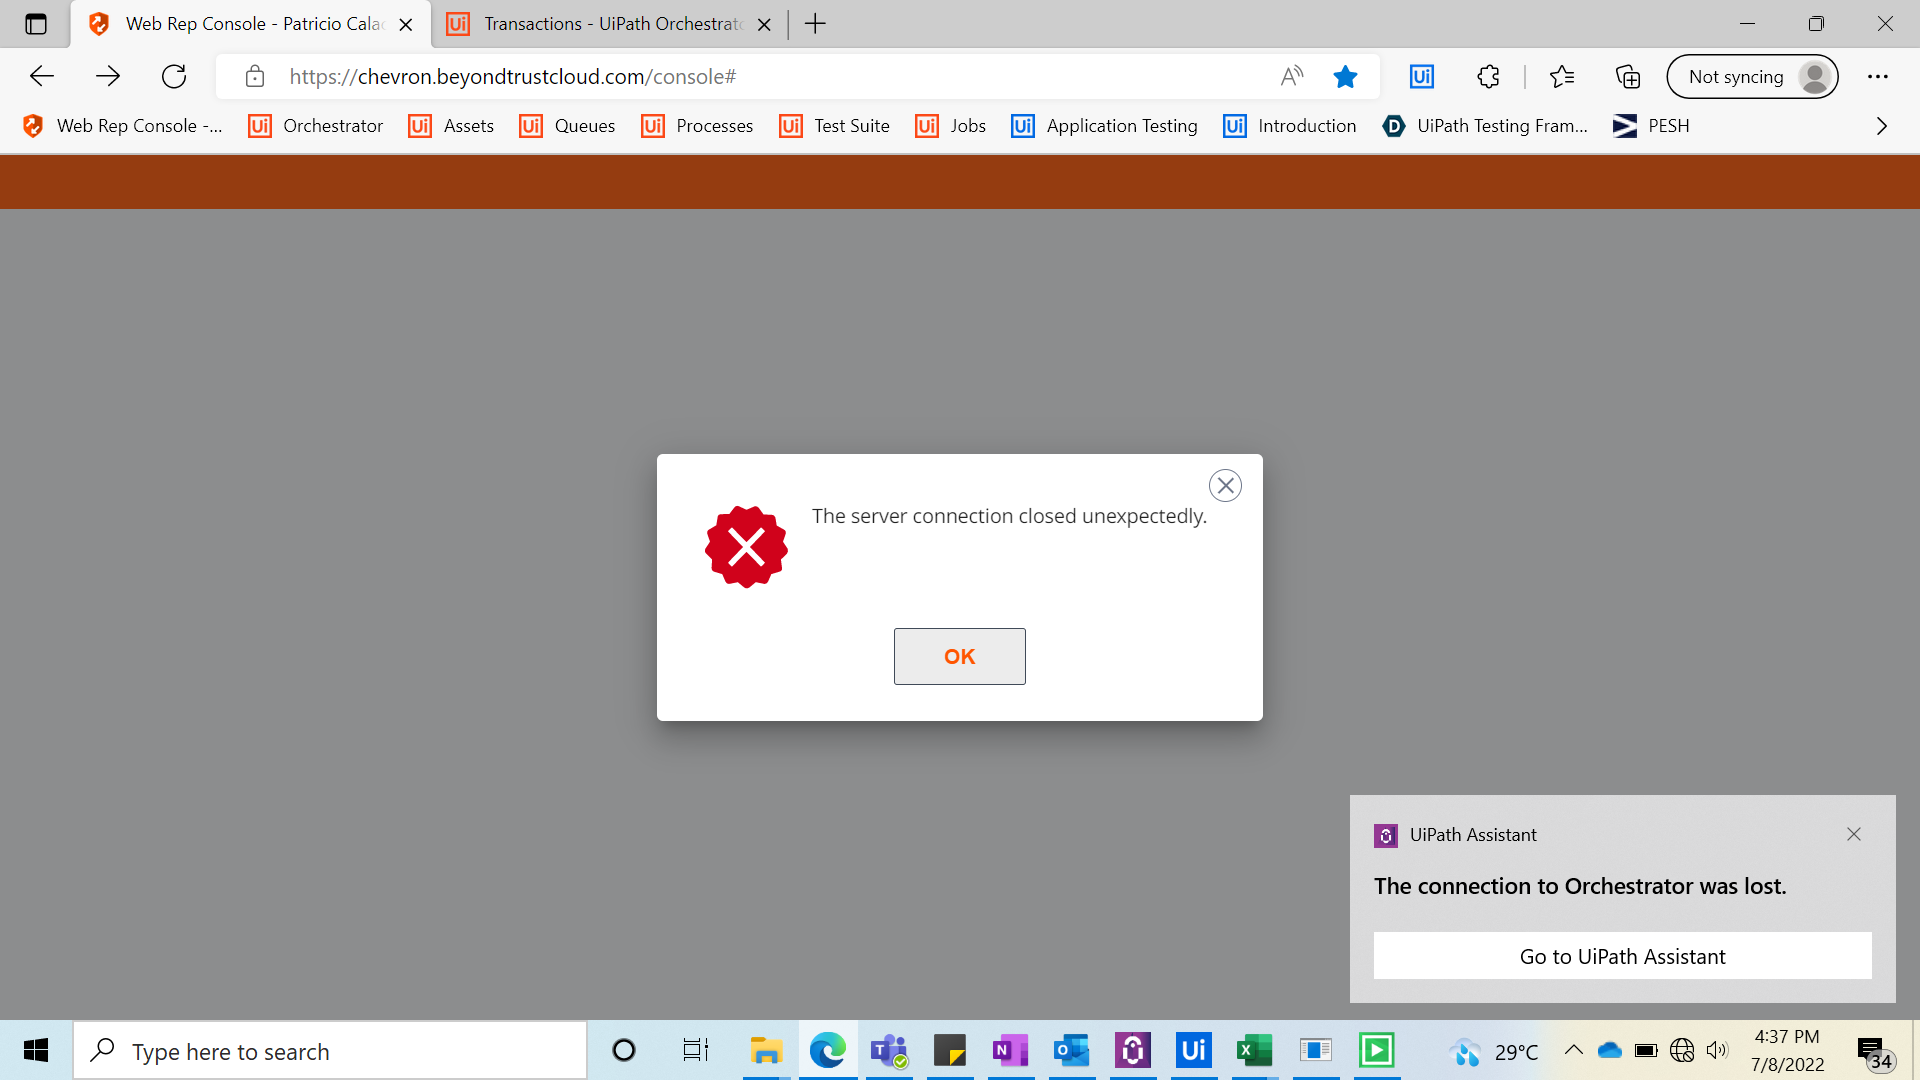 Web Rep Console - Patricio Calac
Transactions - UiPath Orchestrato
https://chevron.beyondtrustcloud.com/console#
Not syncing
Web Rep Console -...
Orchestrator
Assets
Queues
Processes
Test Suite
Jobs
Application Testing
Introduction
UiPath Testing Fram...
PESH
The server connection closed unexpectedly.
OK
UiPath Assistant
The connection to Orchestrator was lost.
Go to UiPath Assistant
Type here to search
29°C
4:37 PM
7/8/2022
34